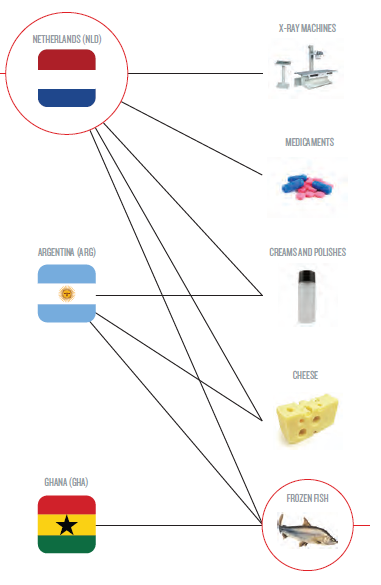 NETHERLANDS (NLD)
X-RAY MACHINES
MEDICAMENTS
ARGENTINA (ARG)
CREAMS AND POLISHES
CHEESE
GHANA (GHA)
FROZEN FISH